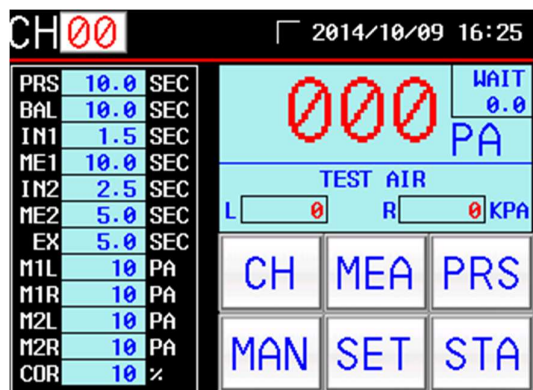 CH00
2014/10/09 16:25
PRS 10.0 SEC
BAL 10.0 SEC
IN1 1.5 SEC
ME1 10.0 SEC
IN2 2.5 SEC
ME2 5.0 SEC
EX 5.0 SEC
M1L 10 PA
M1R 10 PA
M2L 10 PA
M2R 10 PA
COR 10 %
000 PA
WAIT
0.0
TEST AIR
L 0 R 0 KPA
CH MEA PRS
MAN SET STA